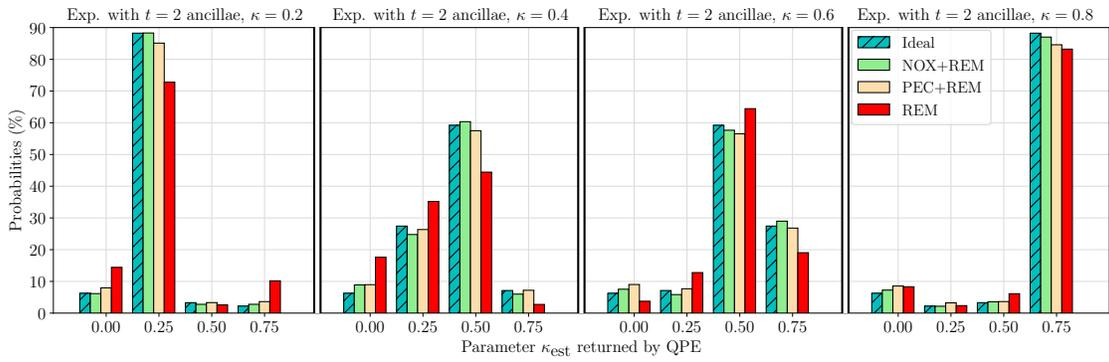 Exp. with t = 2 ancillae, κ = 0.2
Exp. with t = 2 ancillae, κ = 0.4
Exp. with t = 2 ancillae, κ = 0.6
Exp. with t = 2 ancillae, κ = 0.8
Probabilities (%)
90
80
70
60
50
40
30
20
10
0
Ideal
NOX+REM
PEC+REM
REM
0.00 0.25 0.50 0.75
0.00 0.25 0.50 0.75
0.00 0.25 0.50 0.75
0.00 0.25 0.50 0.75
Parameter κest returned by QPE